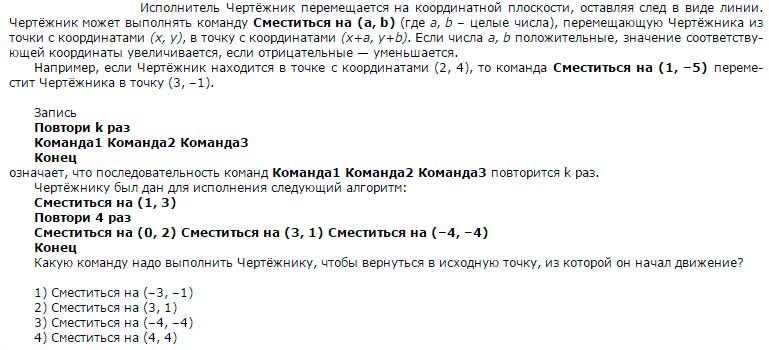 Исполнитель Чертёжник перемещается на координатной плоскости, оставляя след в виде линии.
Чертёжник может выполнять команду Сместиться на (a, b) (где a, b – целые числа), перемещающую Чертёжника из
точки с координатами (x, y), в точку с координатами (x+a, y+b). Если числа a, b положительные, значение соответству-
ющей координаты увеличивается, если отрицательные — уменьшается.
Например, если Чертёжник находится в точке с координатами (2, 4), то команда Сместиться на (1, –5) переме-
стит Чертёжника в точку (3, –1).
Запись
Повтори k раз
Команда1 Команда2 Команда3
Конец
означает, что последовательность команд Команда1 Команда2 Команда3 повторится k раз.
Чертёжнику был дан для исполнения следующий алгоритм:
Сместиться на (1, 3)
Повтори 4 раз
Сместиться на (0, 2) Сместиться на (3, 1) Сместиться на (–4, –4)
Конец
Какую команду надо выполнить Чертёжнику, чтобы вернуться в исходную точку, из которой он начал движение?
1) Сместиться на (–3, –1)
2) Сместиться на (3, 1)
3) Сместиться на (–4, –4)
4) Сместиться на (4, 4)